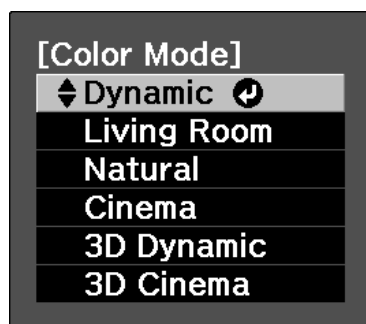 [Color Mode]
Dynamic
Living Room
Natural
Cinema
3D Dynamic
3D Cinema